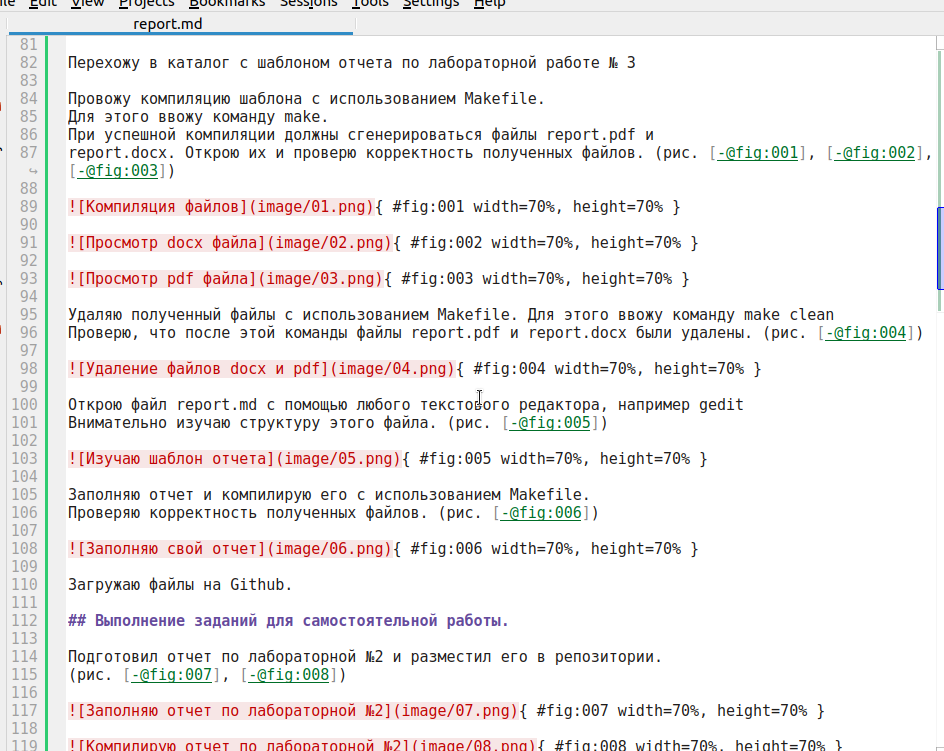 File Edit View Projects Bookmarks Sessions Tools Settings Help
report.md
81
82 Перехожу в каталог с шаблоном отчета по лабораторной работе № 3
83
84 Провожу компиляцию шаблона с использованием Makefile.
85 Для этого ввожу команду make.
86 При успешной компиляции должны сгенерироваться файлы report.pdf и
87 report.docx. Открою их и проверю корректность полученных файлов. (рис. [-@fig:001], [-@fig:002],
↪ [-@fig:003])
88
89 ![Компиляция файлов](image/01.png){ #fig:001 width=70%, height=70% }
90
91 ![Просмотр docx файла](image/02.png){ #fig:002 width=70%, height=70% }
92
93 ![Просмотр pdf файла](image/03.png){ #fig:003 width=70%, height=70% }
94
95 Удаляю полученный файлы с использованием Makefile. Для этого ввожу команду make clean
96 Проверю, что после этой команды файлы report.pdf и report.docx были удалены. (рис. [-@fig:004])
97
98 ![Удаление файлов docx и pdf](image/04.png){ #fig:004 width=70%, height=70% }
99
100 Открою файл report.md с помощью любого текстового редактора, например gedit
101 Внимательно изучаю структуру этого файла. (рис. [-@fig:005])
102
103 ![Изучаю шаблон отчета](image/05.png){ #fig:005 width=70%, height=70% }
104
105 Заполняю отчет и компилирую его с использованием Makefile.
106 Проверяю корректность полученных файлов. (рис. [-@fig:006])
107
108 ![Заполняю свой отчет](image/06.png){ #fig:006 width=70%, height=70% }
109
110 Загружаю файлы на Github.
111
112 ## Выполнение заданий для самостоятельной работы.
113
114 Подготовил отчет по лабораторной №2 и разместил его в репозитории.
115 (рис. [-@fig:007], [-@fig:008])
116
117 ![Заполняю отчет по лабораторной №2](image/07.png){ #fig:007 width=70%, height=70% }
118
119 ![Компилирую отчет по лабораторной №2](image/08.png){ #fig:008 width=70%, height=70% }